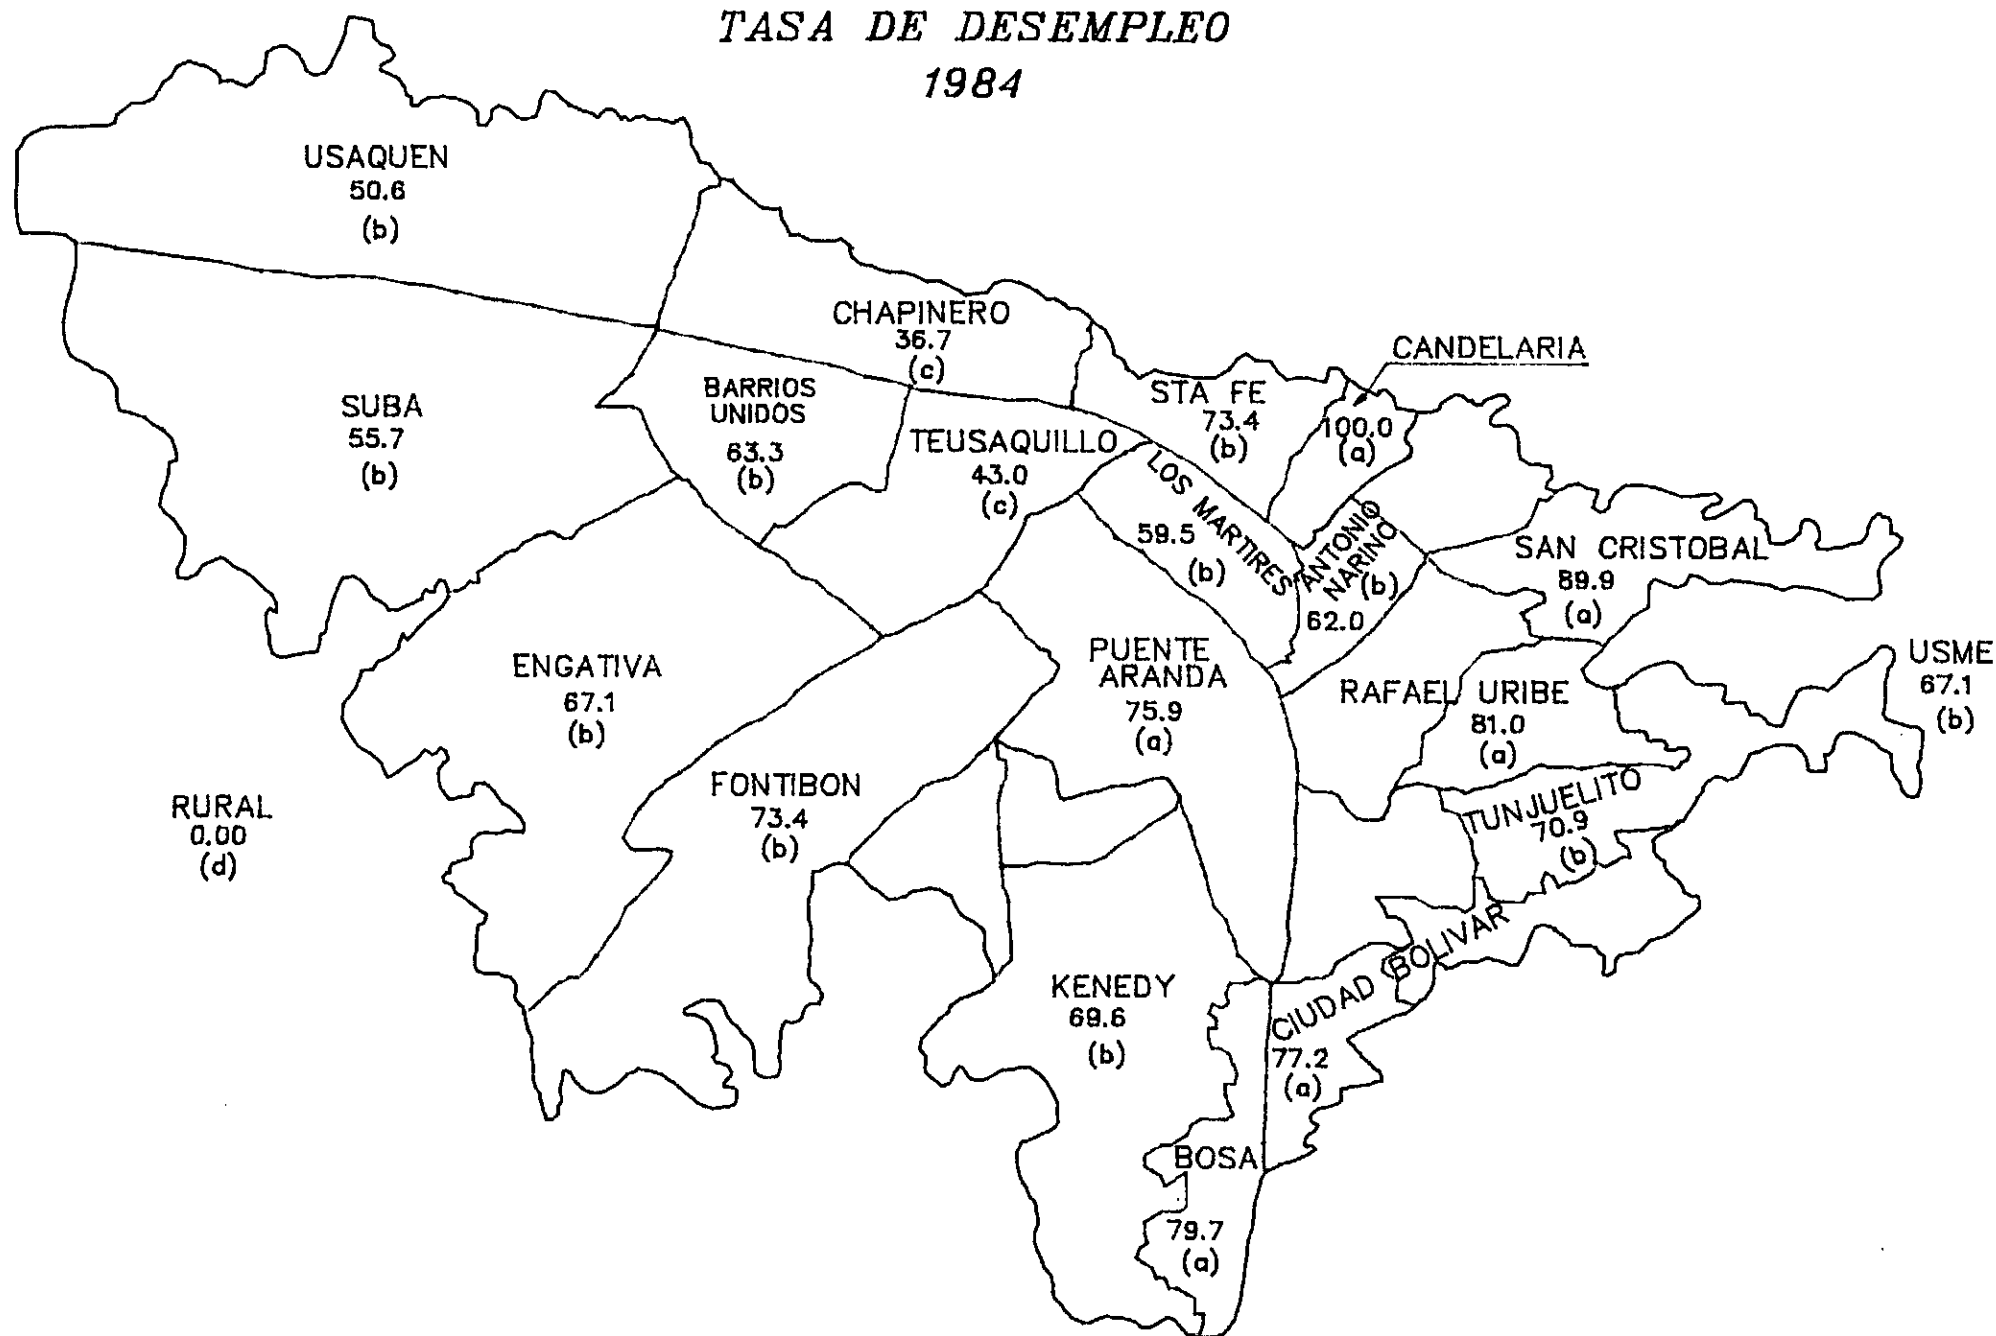 TASA DE DESEMPLEO
1984
USAQUEN
50.6
(b)
CHAPINERO
36.7
(c)
CANDELARIA
100.0
(a)
STA FE
73.4
(b)
SUBA
55.7
(b)
BARRIOS
UNIDOS
63.3
(b)
TEUSAQUILLO
43.0
(c)
LOS MARTIRES
59.5
(b)
ANTONIO
NARINO
(b)
62.0
SAN CRISTOBAL
89.9
(a)
ENGATIVA
67.1
(b)
PUENTE
ARANDA
75.9
(a)
RAFAEL URIBE
81.0
(a)
USME
67.1
(b)
RURAL
0.00
(d)
FONTIBON
73.4
(b)
TUNJUELITO
70.9
(b)
KENEDY
69.6
(b)
CIUDAD BOLIVAR
77.2
(a)
BOSA
79.7
(a)